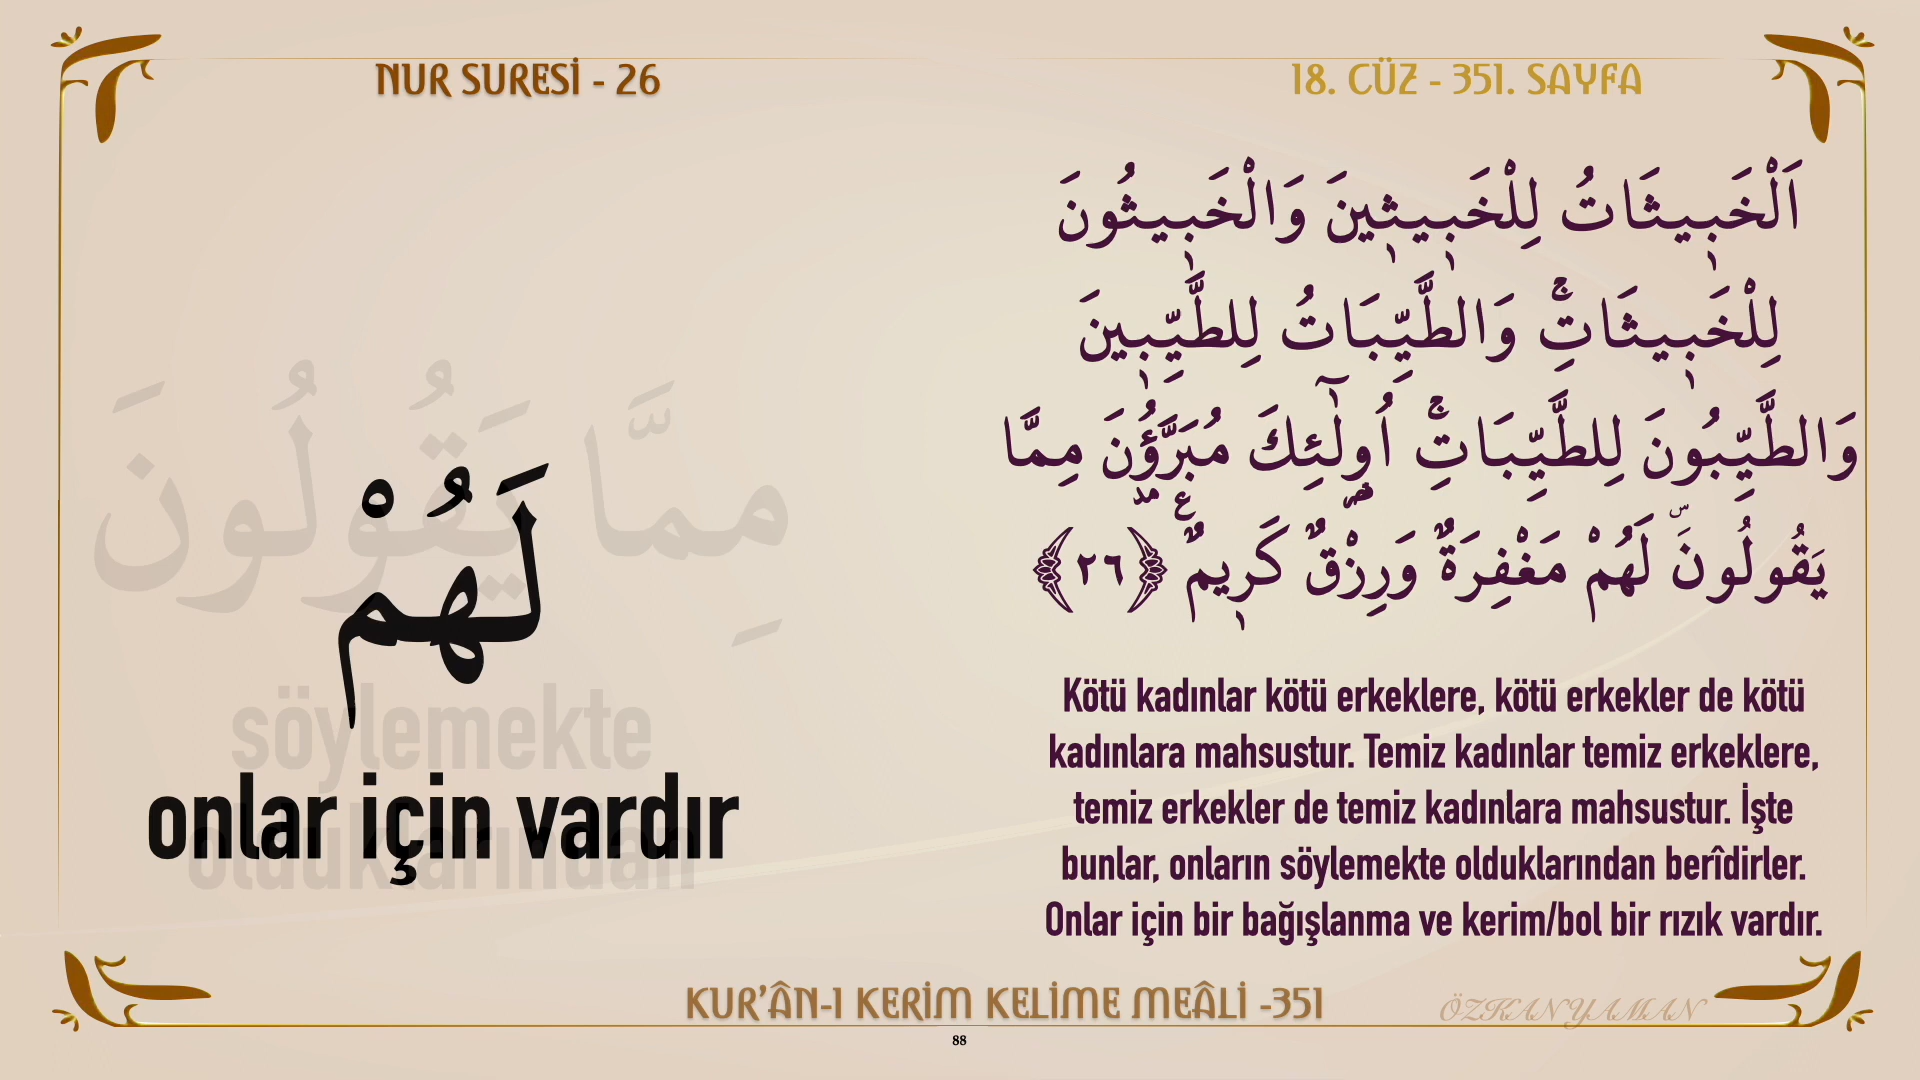 NUR SURESİ - 26
18. CÜZ - 351. SAYFA
اَلْخَب۪يثَاتُ لِلْخَب۪يث۪ينَ وَالْخَب۪يثُونَ
لِلْخَب۪يثَاتِۚ وَالطَّيِّبَاتُ لِلطَّيِّب۪ينَ
وَالطَّيِّبُونَ لِلطَّيِّبَاتِۚ اُو۬لٰٓئِكَ مُبَرَّؤُ۫نَ مِمَّا
يَقُولُونَۜ لَهُمْ مَغْفِرَةٌ وَرِزْقٌ كَر۪يمٌ۟ ﴿٢٦﴾
مِمَّا يَقُولُونَ
لَهُمْ
söylemekte
olduklarından
onlar için vardır
Kötü kadınlar kötü erkeklere, kötü erkekler de kötü
kadınlara mahsustur. Temiz kadınlar temiz erkeklere,
temiz erkekler de temiz kadınlara mahsustur. İşte
bunlar, onların söylemekte olduklarından berîdirler.
Onlar için bir bağışlanma ve kerim/bol bir rızık vardır.
KUR'ÂN-I KERİM KELİME MEÂLİ -351
ÖZKAN YAMAN
88